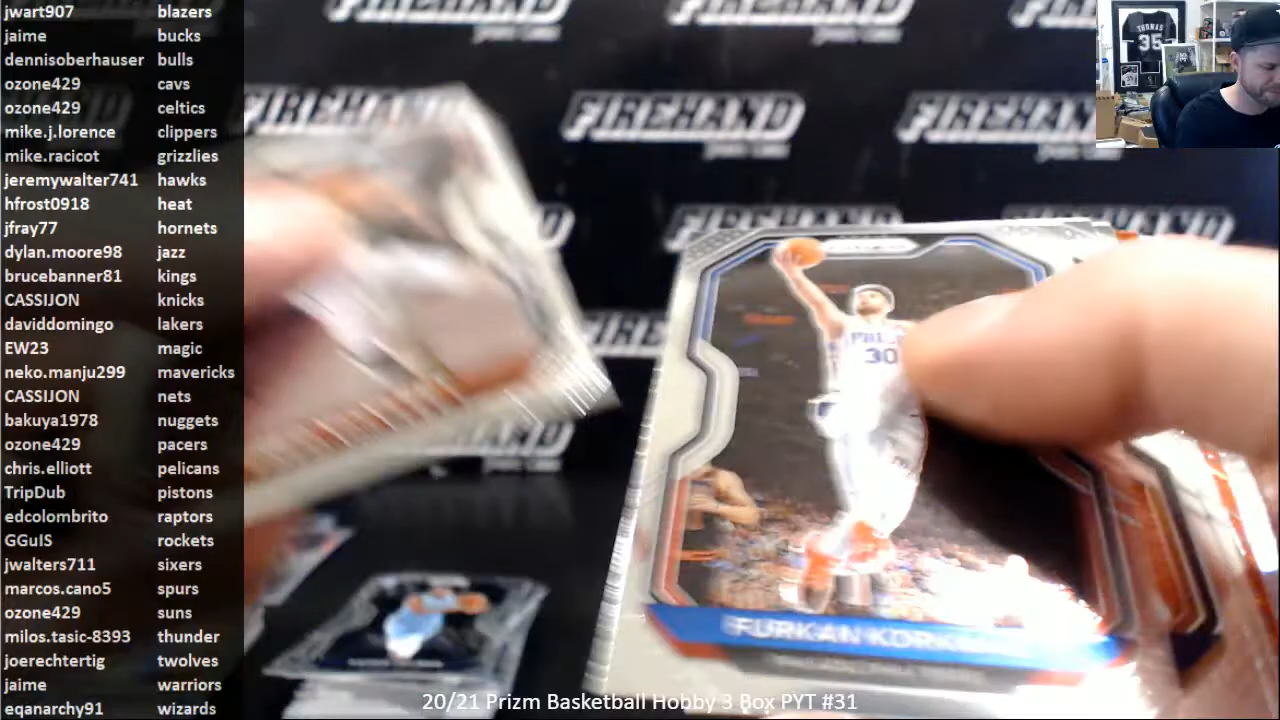 jwart907 blazers
jaime bucks
dennisoberhauser bulls
ozone429 cavs
ozone429 celtics
mike.j.lorence clippers
mike.racicot grizzlies
jeremywalter741 hawks
hfrost0918 heat
jfray77 hornets
dylan.moore98 jazz
brucebanner81 kings
CASSIJON knicks
daviddomingo lakers
EW23 magic
neko.manju299 mavericks
CASSIJON nets
bakuya1978 nuggets
ozone429 pacers
chris.elliott pelicans
TripDub pistons
edcolombrito raptors
GGuIS rockets
jwalters711 sixers
marcos.cano5 spurs
ozone429 suns
milos.tasic-8393 thunder
joerechtertig twolves
jaime warriors
eqanarchy91 wizards
FIREHAND
FIREHAND
FIREHAND
THOMAS
35
30
FURKAN
20/21 Prizm Basketball Hobby 3 Box PYT #31